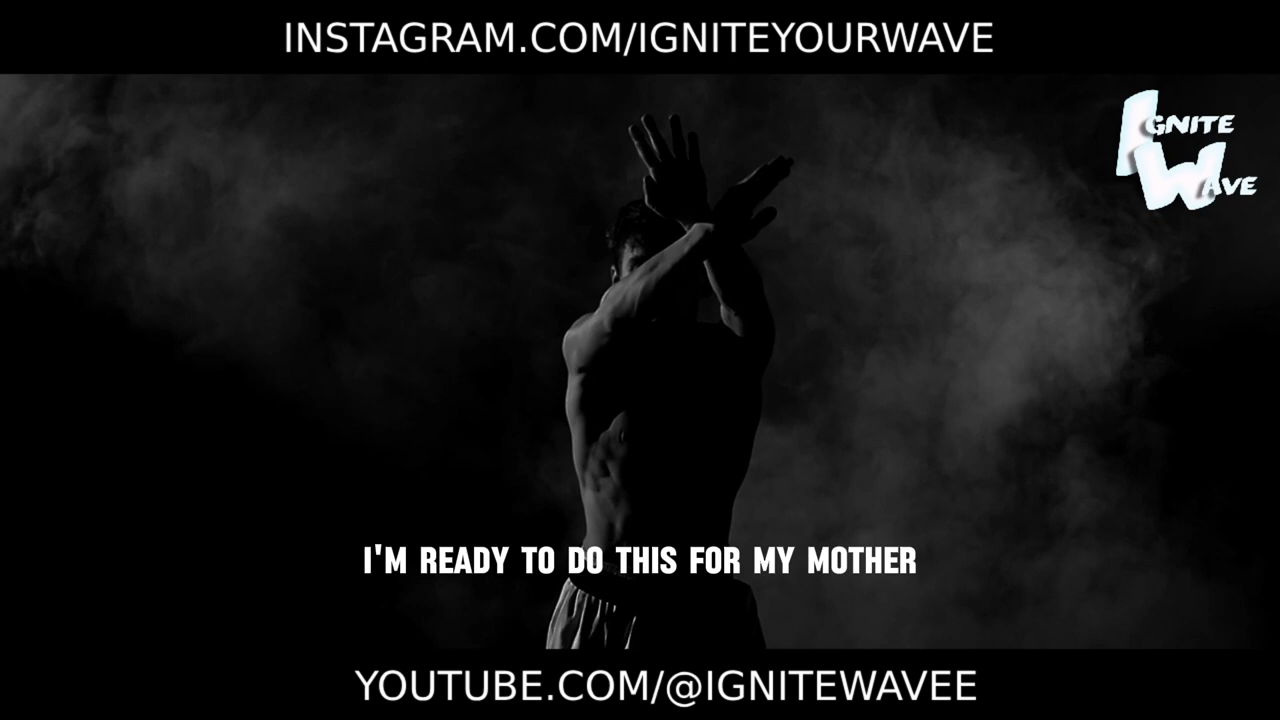 INSTAGRAM.COM/IGNITEYOURWAVE
IGNITE
WAVE
I'M READY TO DO THIS FOR MY MOTHER
YOUTUBE.COM/@IGNITEWAVEE